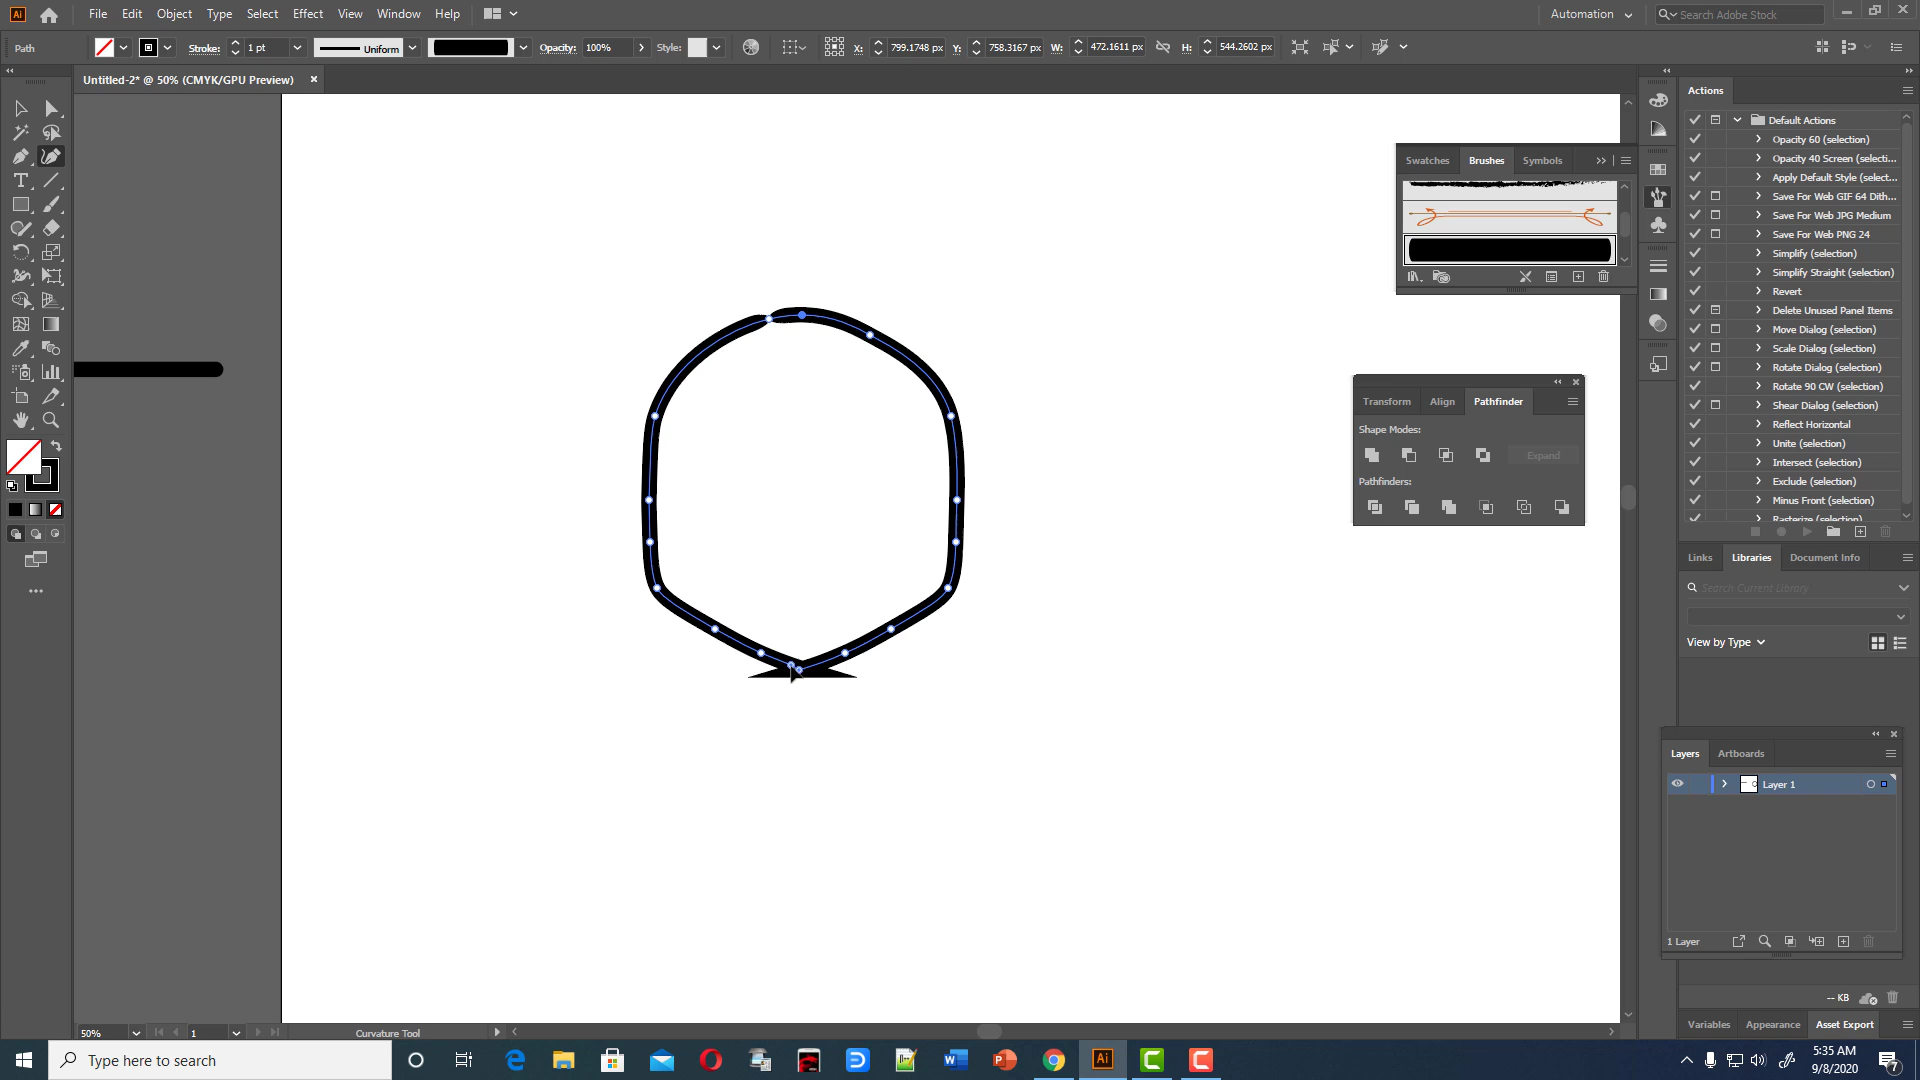 File Edit Object Type Select Effect View Window Help
Automation
Search Adobe Stock
Path
Stroke: 1 pt
Uniform
Opacity: 100%
Style:
X: 799.1748 px
Y: 758.3167 px
W: 472.1611 px
H: 544.2602 px
Untitled-2* @ 50% (CMYK/GPU Preview)
Swatches Brushes Symbols
Transform Align Pathfinder
Shape Modes:
Expand
Pathfinders:
Actions
Default Actions
Opacity 60 (selection)
Opacity 40 Screen (selecti...
Apply Default Style (select...
Save For Web GIF 64 Dith...
Save For Web JPG Medium
Save For Web PNG 24
Simplify (selection)
Simplify Straight (selection)
Revert
Delete Unused Panel Items
Move Dialog (selection)
Scale Dialog (selection)
Rotate Dialog (selection)
Rotate 90 CW (selection)
Shear Dialog (selection)
Reflect Horizontal
Unite (selection)
Intersect (selection)
Exclude (selection)
Minus Front (selection)
Rasterize (selection)
Links Libraries Document Info
Search Current Library
View by Type
Layers Artboards
Layer 1
1 Layer
-- KB
Variables Appearance Asset Export
50%
1
Curvature Tool
Type here to search
5:35 AM
9/8/2020
7